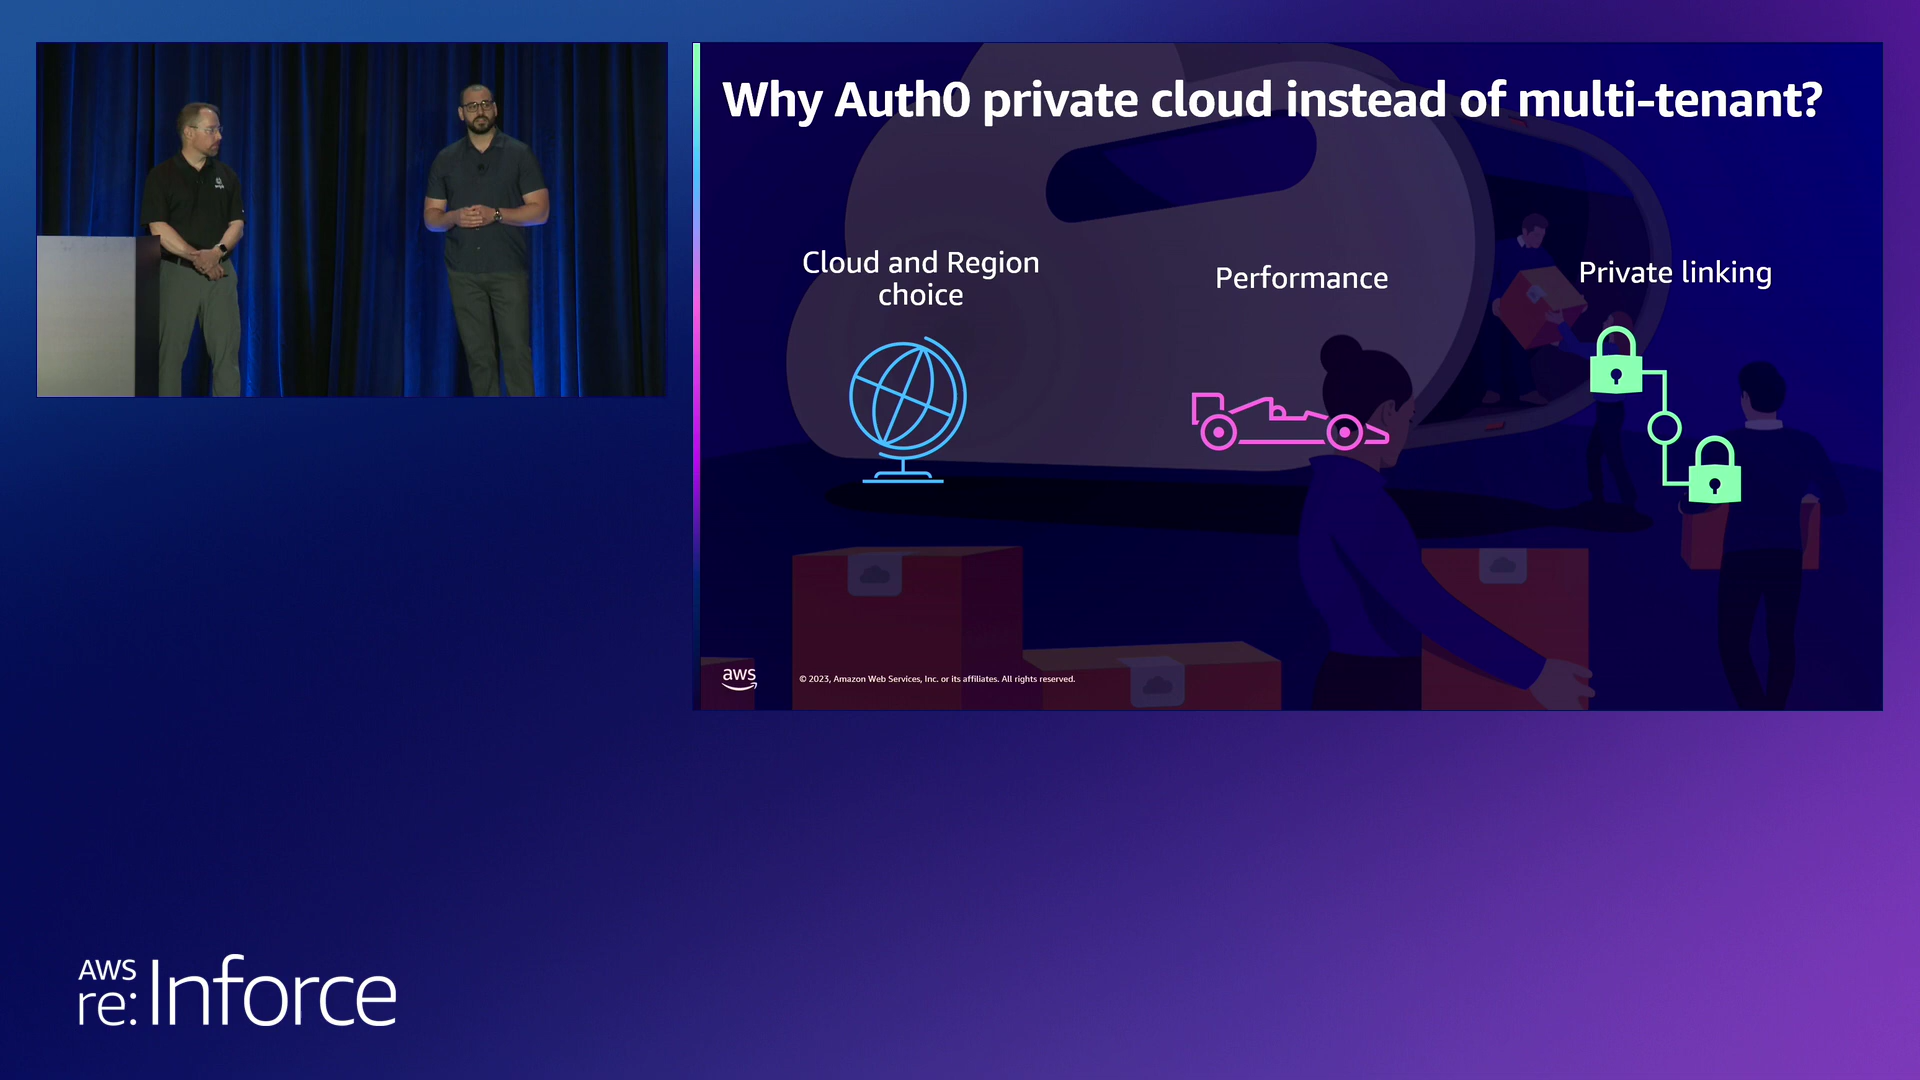 Why Auth0 private cloud instead of multi-tenant?
Cloud and Region
choice
Performance
Private linking
aws
© 2023, Amazon Web Services, Inc. or its affiliates. All rights reserved.
AWS
re:Inforce